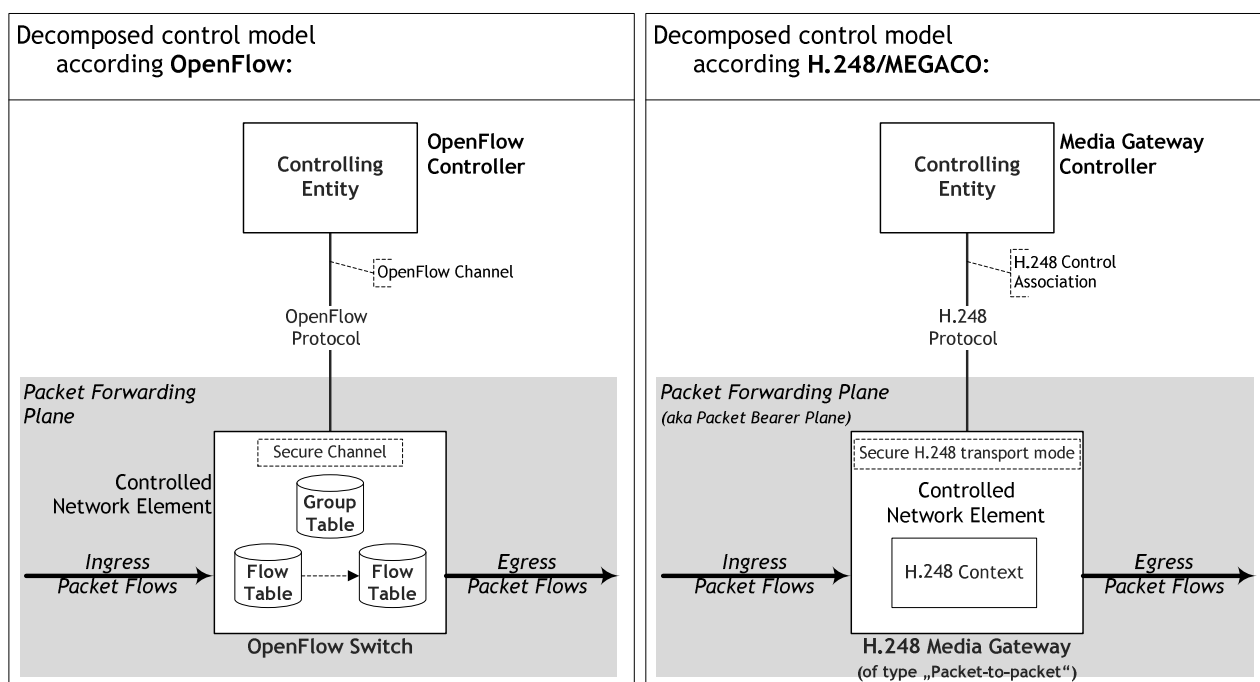 Decomposed control model
according OpenFlow:
OpenFlow
Controller
Controlling
Entity
OpenFlow Channel
OpenFlow
Protocol
Packet Forwarding
Plane
Secure Channel
Controlled
Network Element
Group
Table
Ingress
Packet Flows
Flow
Table
Flow
Table
Egress
Packet Flows
OpenFlow Switch
Decomposed control model
according H.248/MEGACO:
Media Gateway
Controller
Controlling
Entity
H.248 Control
Association
H.248
Protocol
Packet Forwarding Plane
(aka Packet Bearer Plane)
Secure H.248 transport mode
Controlled
Network Element
Ingress
Packet Flows
H.248 Context
Egress
Packet Flows
H.248 Media Gateway
(of type „Packet-to-packet“)